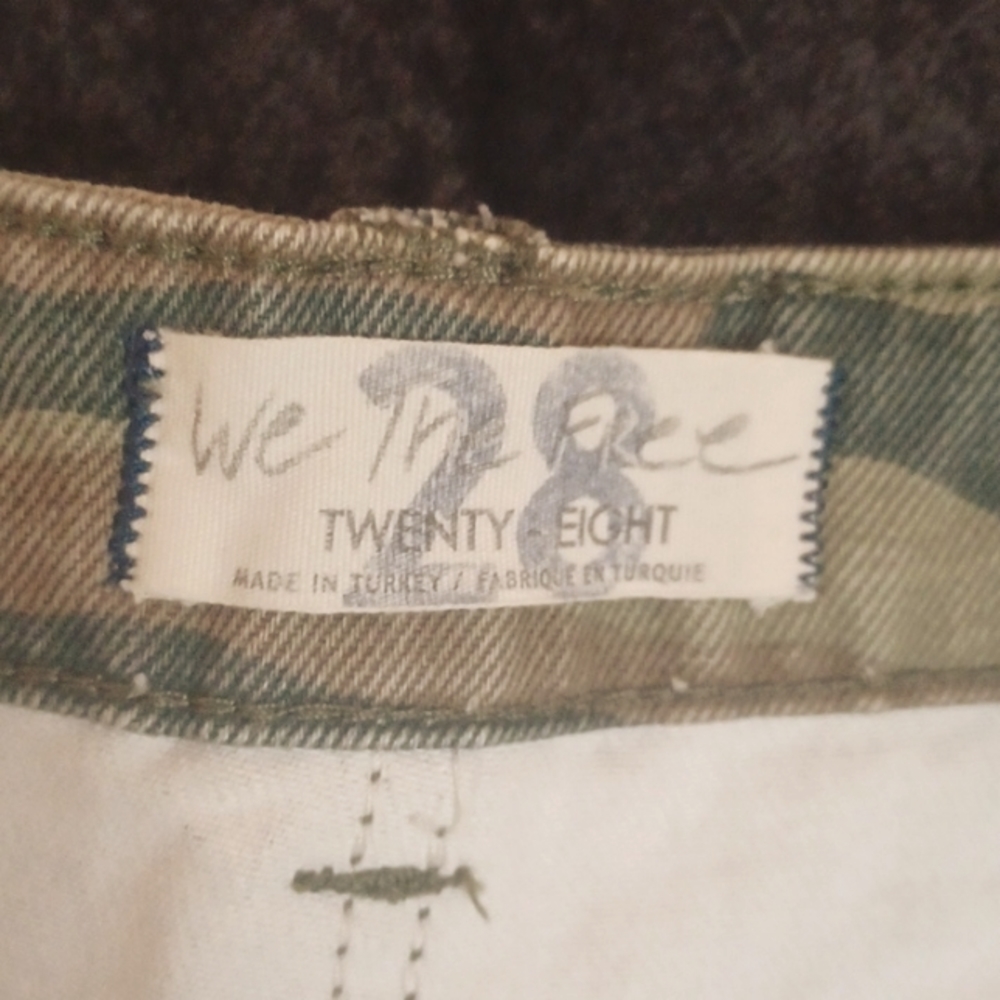 28
We The Free
TWENTY - EIGHT
MADE IN TURKEY / FABRIQUE EN TURQUIE